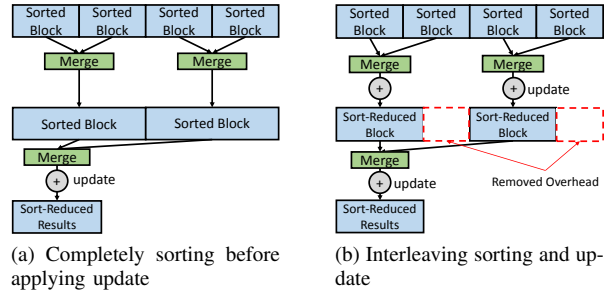 Sorted Block
Sorted Block
Sorted Block
Sorted Block
Merge
Merge
Sorted Block
Sorted Block
Merge
+
update
Sort-Reduced Results
(a) Completely sorting before
applying update
Sorted Block
Sorted Block
Sorted Block
Sorted Block
Merge
Merge
+
+
update
Sort-Reduced Block
Sort-Reduced Block
Merge
Removed Overhead
+
update
Sort-Reduced Results
(b) Interleaving sorting and up-
date